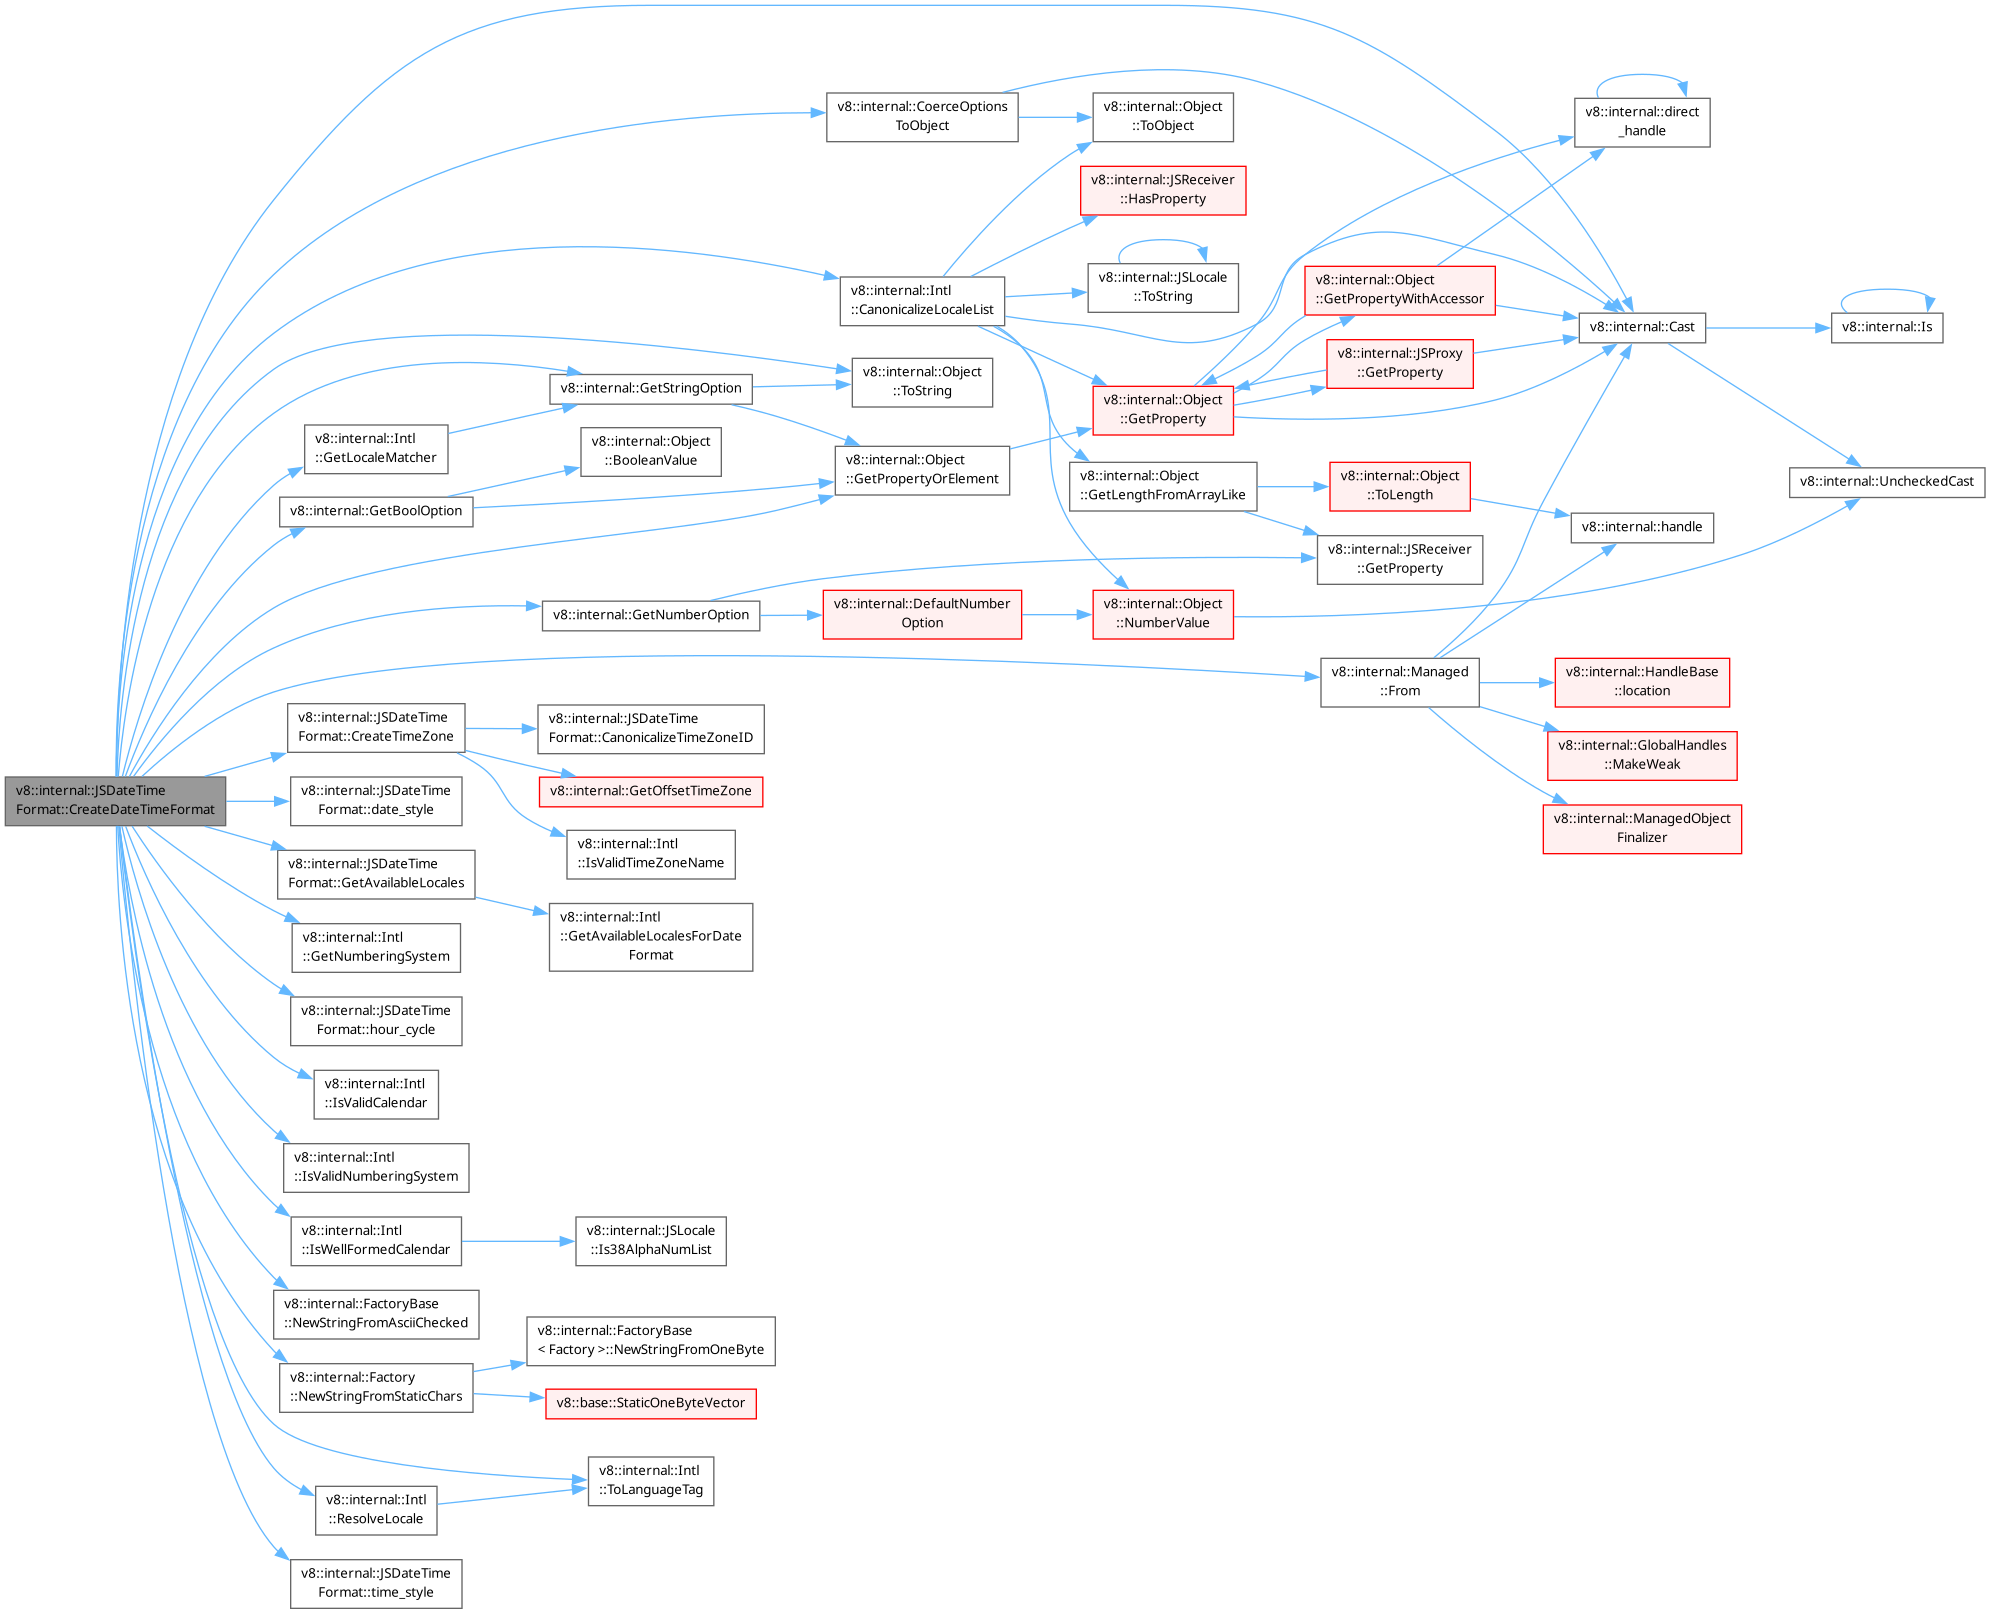 v8::internal::JSDateTime
Format::CreateDateTimeFormat
v8::internal::CoerceOptions
ToObject
v8::internal::Object
::ToObject
v8::internal::direct
_handle
v8::internal::JSReceiver
::HasProperty
v8::internal::Intl
::CanonicalizeLocaleList
v8::internal::JSLocale
::ToString
v8::internal::Object
::GetPropertyWithAccessor
v8::internal::Cast
v8::internal::Is
v8::internal::JSProxy
::GetProperty
v8::internal::GetStringOption
v8::internal::Object
::ToString
v8::internal::Object
::GetProperty
v8::internal::Intl
::GetLocaleMatcher
v8::internal::Object
::BooleanValue
v8::internal::Object
::GetPropertyOrElement
v8::internal::Object
::GetLengthFromArrayLike
v8::internal::Object
::ToLength
v8::internal::UncheckedCast
v8::internal::GetBoolOption
v8::internal::handle
v8::internal::JSReceiver
::GetProperty
v8::internal::GetNumberOption
v8::internal::DefaultNumber
Option
v8::internal::Object
::NumberValue
v8::internal::Managed
::From
v8::internal::HandleBase
::location
v8::internal::JSDateTime
Format::CreateTimeZone
v8::internal::JSDateTime
Format::CanonicalizeTimeZoneID
v8::internal::GlobalHandles
::MakeWeak
v8::internal::JSDateTime
Format::date_style
v8::internal::GetOffsetTimeZone
v8::internal::ManagedObject
Finalizer
v8::internal::JSDateTime
Format::GetAvailableLocales
v8::internal::Intl
::IsValidTimeZoneName
v8::internal::Intl
::GetNumberingSystem
v8::internal::Intl
::GetAvailableLocalesForDate
Format
v8::internal::JSDateTime
Format::hour_cycle
v8::internal::Intl
::IsValidCalendar
v8::internal::Intl
::IsValidNumberingSystem
v8::internal::Intl
::IsWellFormedCalendar
v8::internal::JSLocale
::Is38AlphaNumList
v8::internal::FactoryBase
::NewStringFromAsciiChecked
v8::internal::FactoryBase
< Factory >::NewStringFromOneByte
v8::internal::Factory
::NewStringFromStaticChars
v8::base::StaticOneByteVector
v8::internal::Intl
::ToLanguageTag
v8::internal::Intl
::ResolveLocale
v8::internal::JSDateTime
Format::time_style